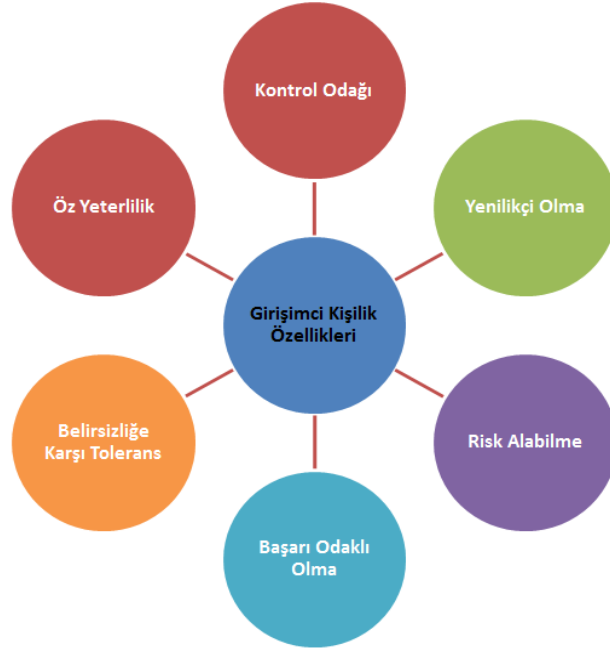 Kontrol Odağı
Öz Yeterlilik
Yenilikçi Olma
Girişimci Kişilik
Özellikleri
Belirsizliğe
Karşı Tolerans
Risk Alabilme
Başarı Odaklı
Olma